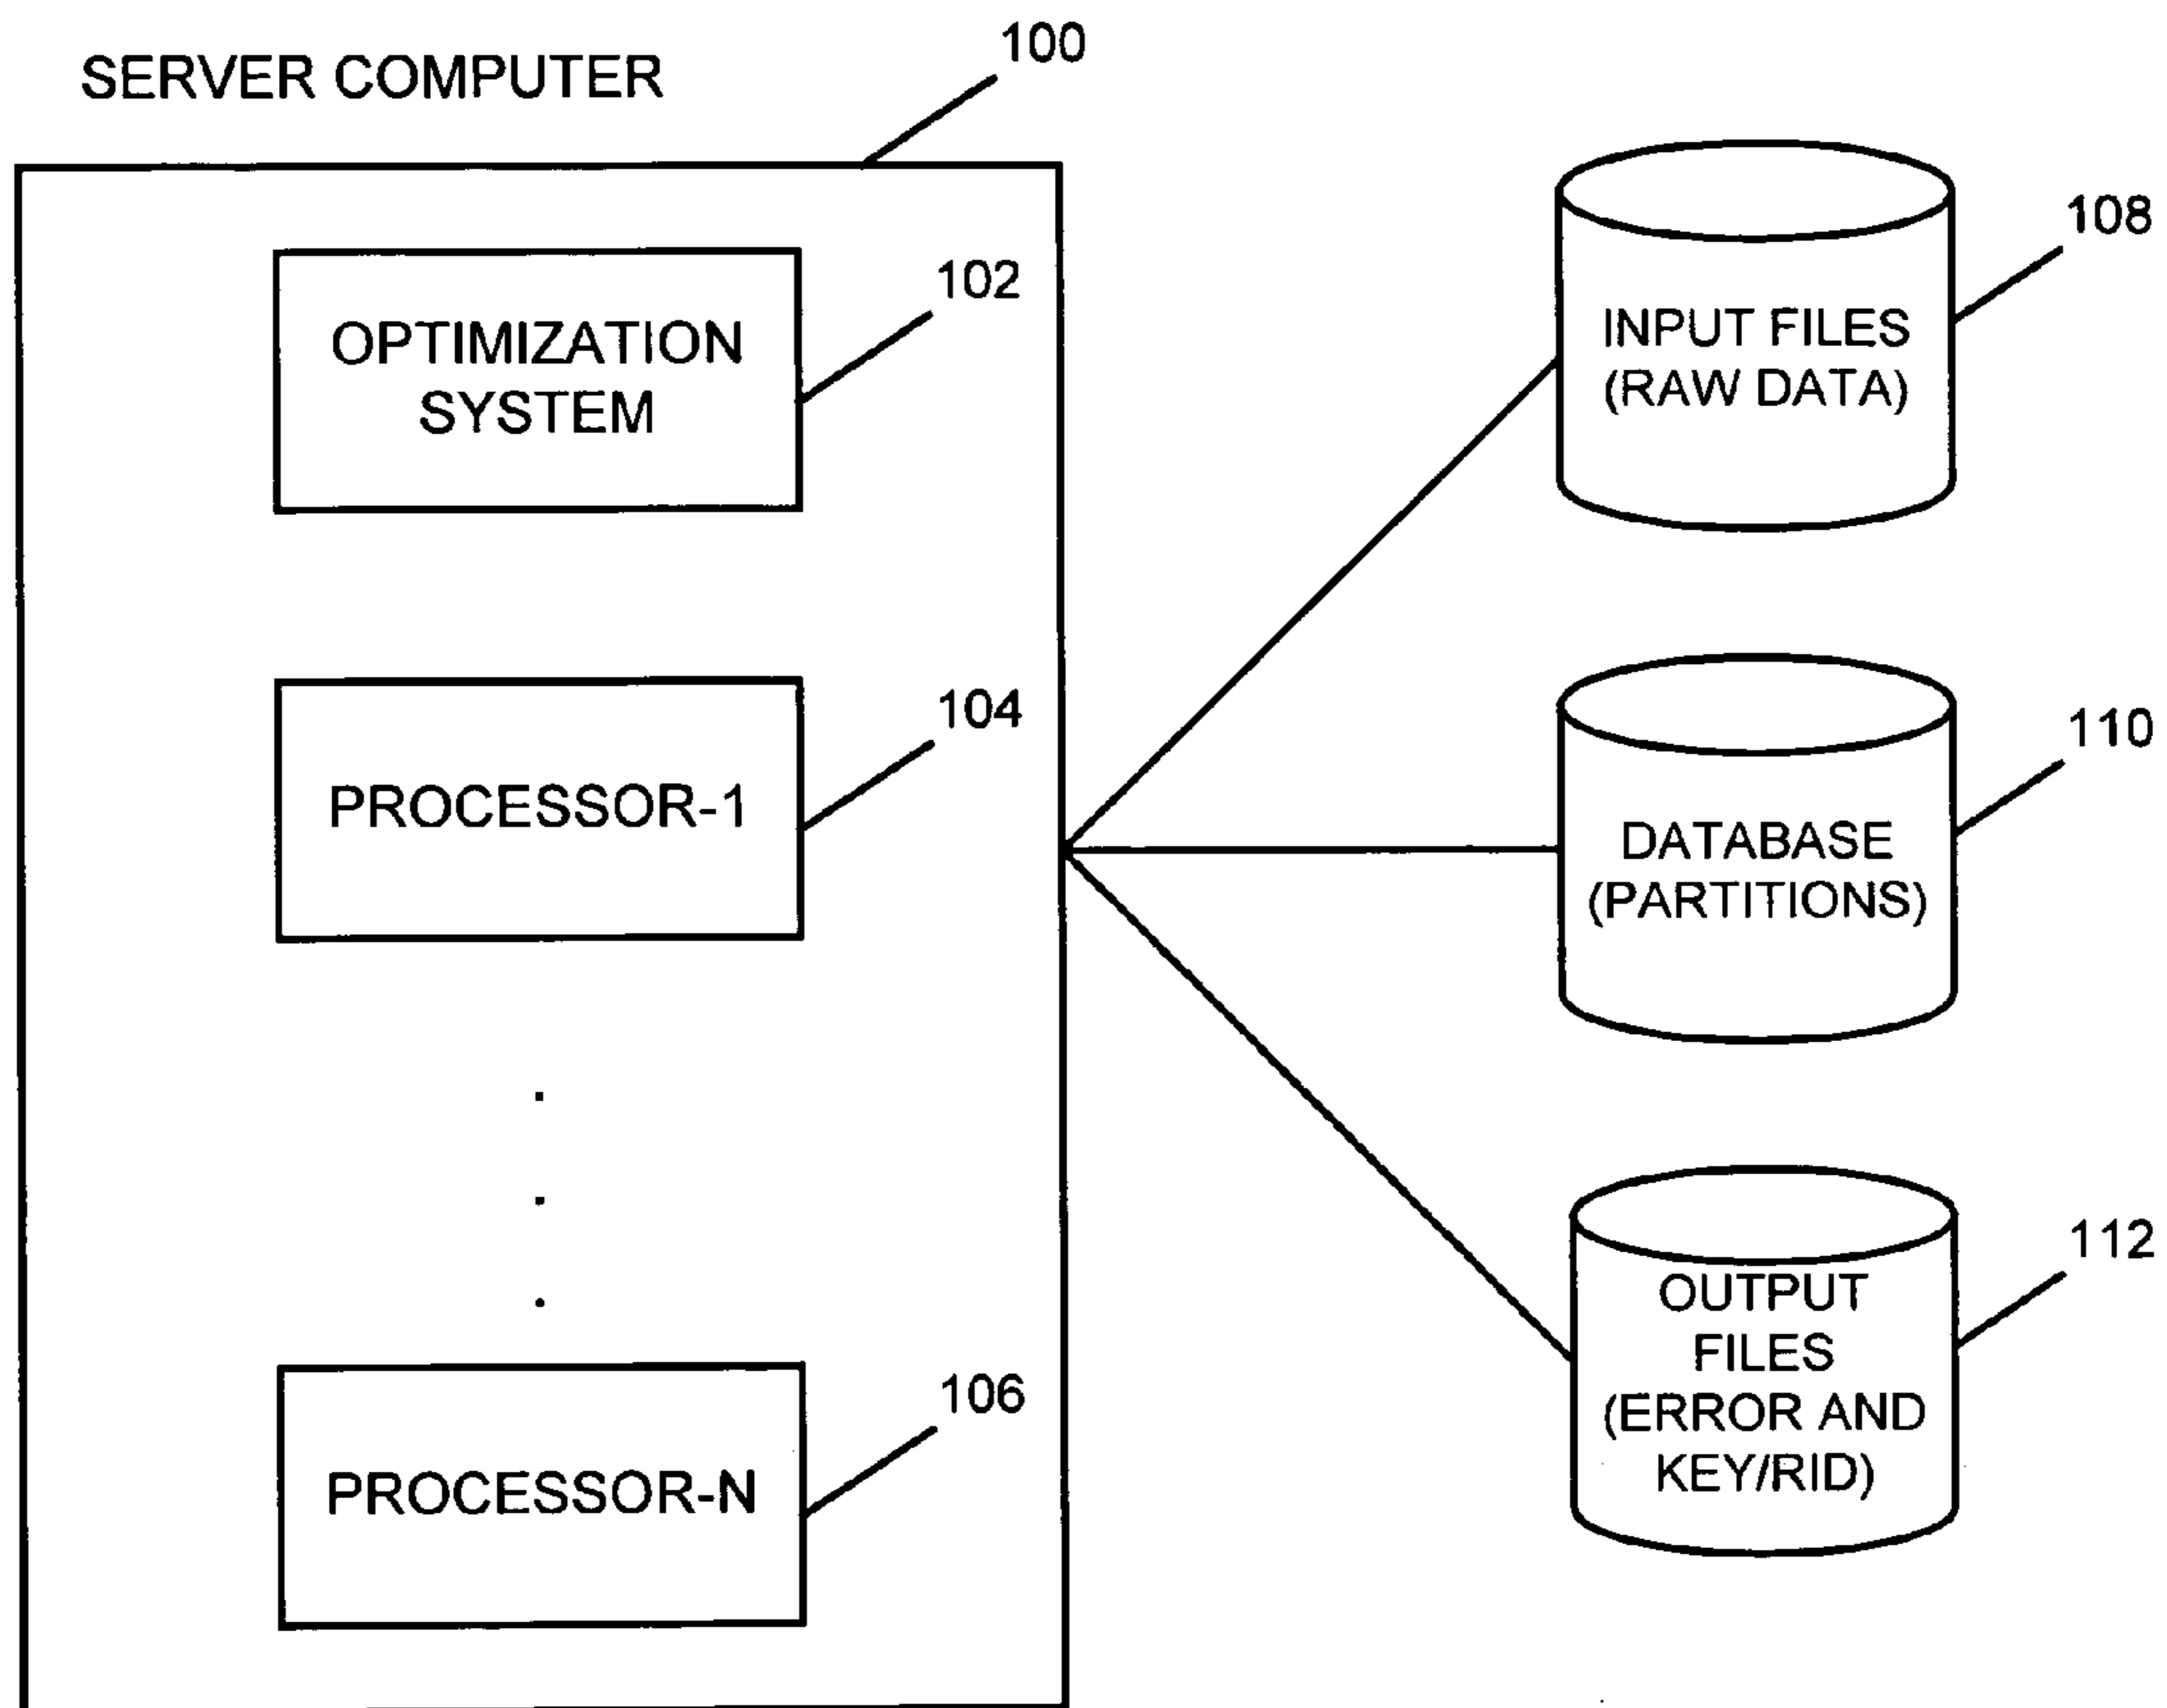 SERVER COMPUTER
100
OPTIMIZATION
SYSTEM
102
PROCESSOR-1
104
PROCESSOR-N
106
INPUT FILES
(RAW DATA)
108
DATABASE
(PARTITIONS)
110
OUTPUT
FILES
(ERROR AND
KEY/RID)
112